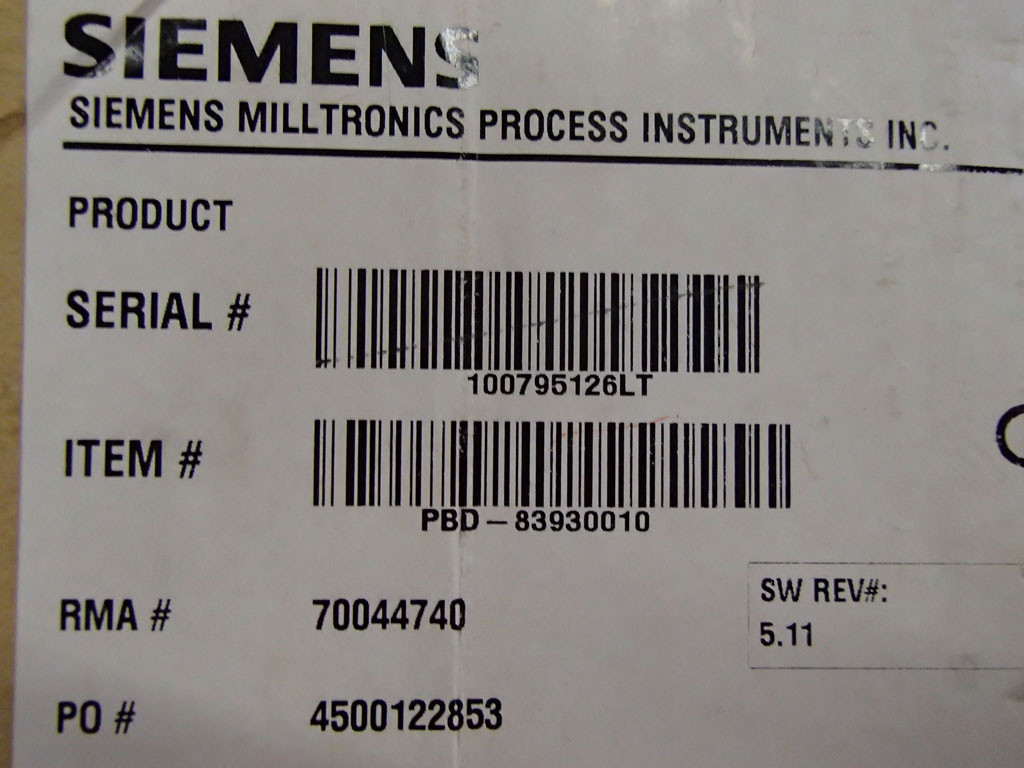 SIEMENS
SIEMENS MILLTRONICS PROCESS INSTRUMENTS INC.
PRODUCT
SERIAL #
100795126LT
ITEM #
PBD-83930010
RMA # 70044740
SW REV#:
5.11
PO # 4500122853